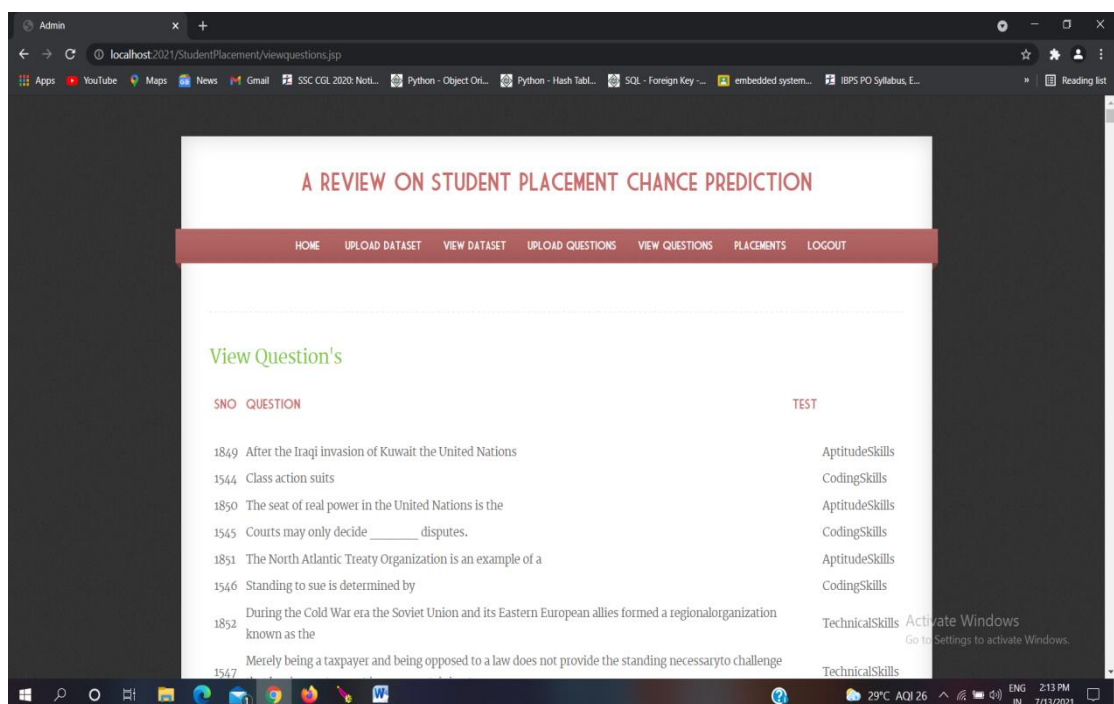 Admin
localhost:2021/StudentPlacement/viewquestions.jsp
Apps YouTube Maps News Gmail SSC CGL 2020: Noti... Python - Object Ori... Python - Hash Tabl... SQL - Foreign Key -... embedded system... IBPS PO Syllabus, E... » Reading list
A REVIEW ON STUDENT PLACEMENT CHANCE PREDICTION
HOME UPLOAD DATASET VIEW DATASET UPLOAD QUESTIONS VIEW QUESTIONS PLACEMENTS LOGOUT
View Question's
SNO QUESTION TEST
1849 After the Iraqi invasion of Kuwait the United Nations AptitudeSkills
1544 Class action suits CodingSkills
1850 The seat of real power in the United Nations is the AptitudeSkills
1545 Courts may only decide _______ disputes. CodingSkills
1851 The North Atlantic Treaty Organization is an example of a AptitudeSkills
1546 Standing to sue is determined by CodingSkills
1852 During the Cold War era the Soviet Union and its Eastern European allies formed a regionalorganization
known as the TechnicalSkills
Activate Windows
Go to Settings to activate Windows.
1547 Merely being a taxpayer and being opposed to a law does not provide the standing necessaryto challenge
TechnicalSkills
29°C AQI 26 ENG 2:13 PM
IN 7/13/2021